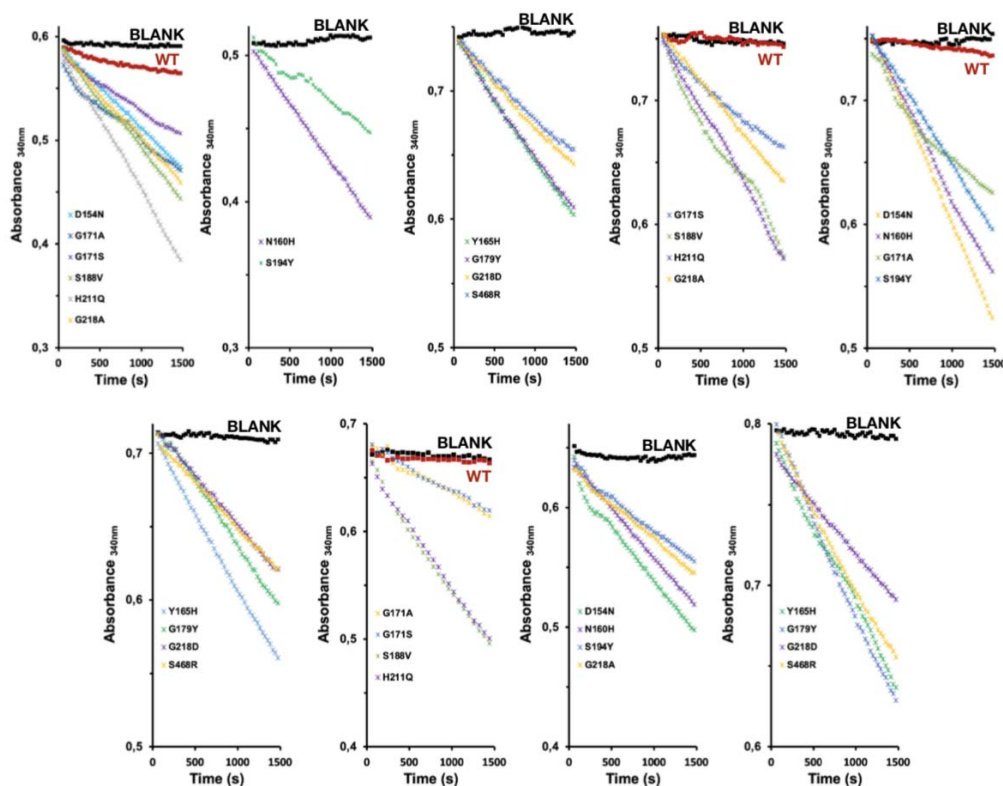 BLANK
WT
0,6
0,5
0,4
0,3
Absorbance 340nm
D154N
G171A
G171S
S188V
H211Q
G218A
0 500 1000 1500
Time (s)
BLANK
0,5
0,4
0,3
Absorbance 340nm
N160H
S194Y
0 500 1000 1500
Time (s)
BLANK
0,7
0,6
0,5
Absorbance 340nm
Y165H
G179Y
G218D
S468R
0 500 1000 1500
Time (s)
BLANK
WT
0,7
0,6
0,5
Absorbance 340nm
G171S
S188V
H211Q
G218A
0 500 1000 1500
Time (s)
BLANK
WT
0,7
0,6
0,5
Absorbance 340nm
D154N
N160H
G171A
S194Y
0 500 1000 1500
Time (s)
BLANK
0,7
0,6
0,5
Absorbance 340nm
Y165H
G179Y
G218D
S468R
0 500 1000 1500
Time (s)
BLANK
WT
0,7
0,6
0,5
0,4
Absorbance 340nm
G171A
G171S
S188V
H211Q
0 500 1000 1500
Time (s)
BLANK
0,7
0,6
0,5
0,4
Absorbance 340nm
D154N
N160H
S194Y
G218A
0 500 1000 1500
Time (s)
BLANK
0,8
0,7
0,6
Absorbance 340nm
Y165H
G179Y
G218D
S468R
0 500 1000 1500
Time (s)